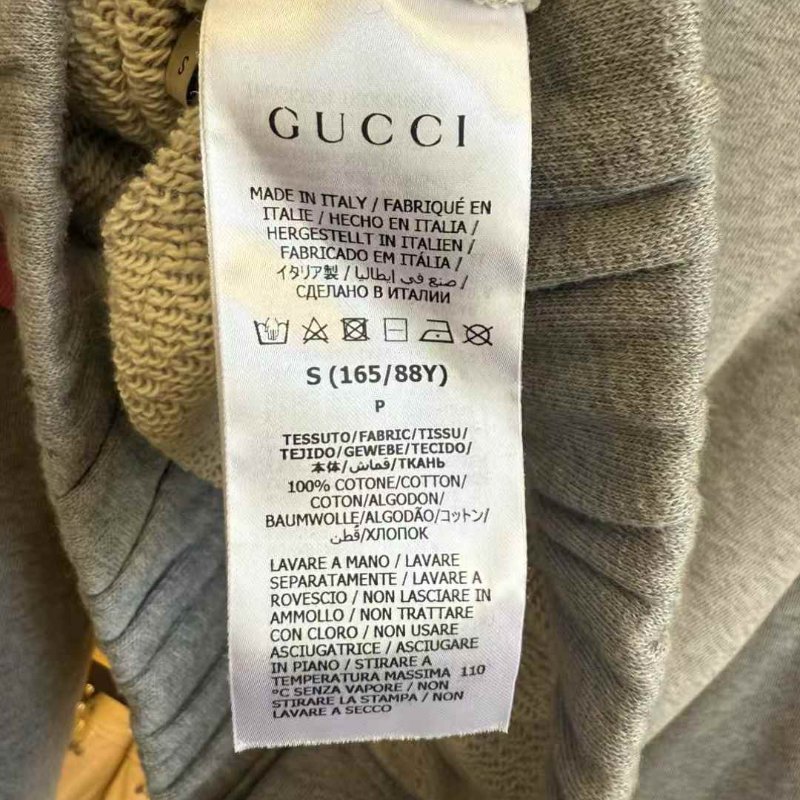 S
GUCCI
MADE IN ITALY / FABRIQUÉ EN
ITALIE / HECHO EN ITALIA /
HERGESTELLT IN ITALIEN /
FABRICADO EM ITÁLIA /
イタリア製 / صنع في إيطاليا /
СДЕЛАНО В ИТАЛИИ
S (165/88Y)
P
TESSUTO/FABRIC/TISSU/
TEJIDO/GEWEBE/TECIDO/
本体/قماش/ТКАНЬ
100% COTONE/COTTON/
COTON/ALGODON/
BAUMWOLLE/ALGODÃO/コットン/
قطن/ХЛОПОК
LAVARE A MANO / LAVARE
SEPARATAMENTE / LAVARE A
ROVESCIO / NON LASCIARE IN
AMMOLLO / NON TRATTARE
CON CLORO / NON USARE
ASCIUGATRICE / ASCIUGARE
IN PIANO / STIRARE A
TEMPERATURA MASSIMA 110
°C SENZA VAPORE / NON
STIRARE LA STAMPA / NON
LAVARE A SECCO